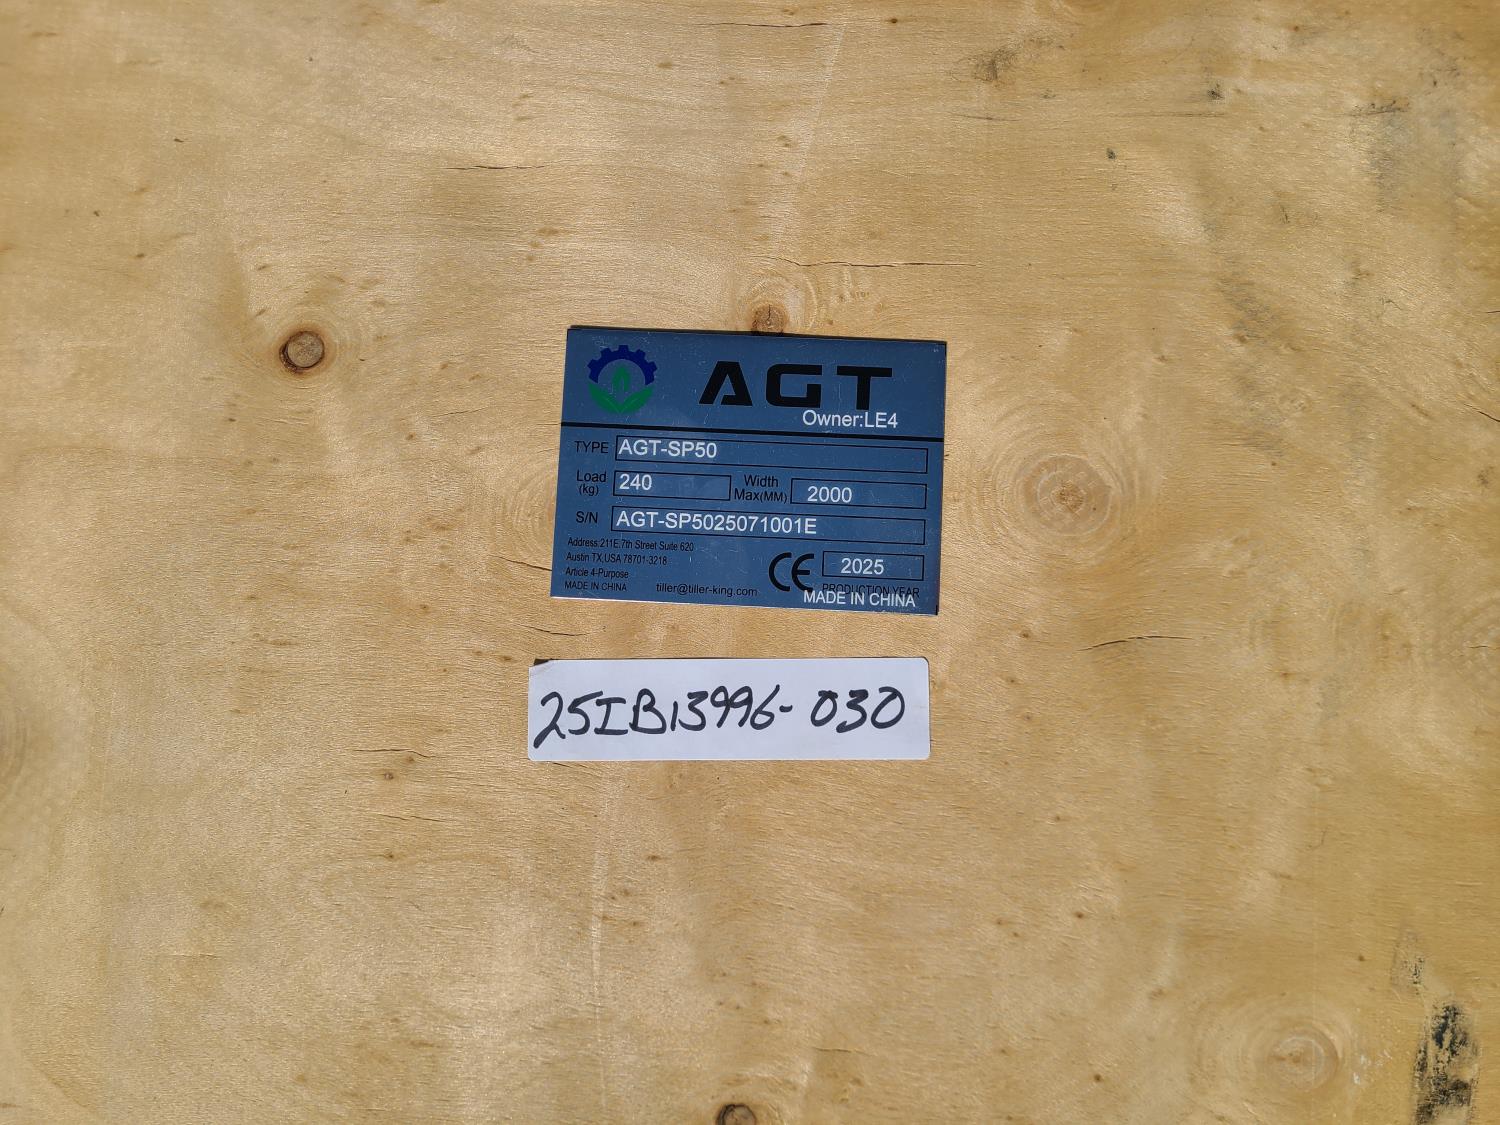 AGT
Owner:LE4
TYPE AGT-SP50
Load (kg) 240 Width Max(MM) 2000
S/N AGT-SP5025071001E
Address:211E.7th Street Suite 620
Austin TX,USA 78701-3218
Article 4-Purpose
MADE IN CHINA
tiller@tiller-king.com
CE
2025
PRODUCTION YEAR
MADE IN CHINA
25IB13996-030